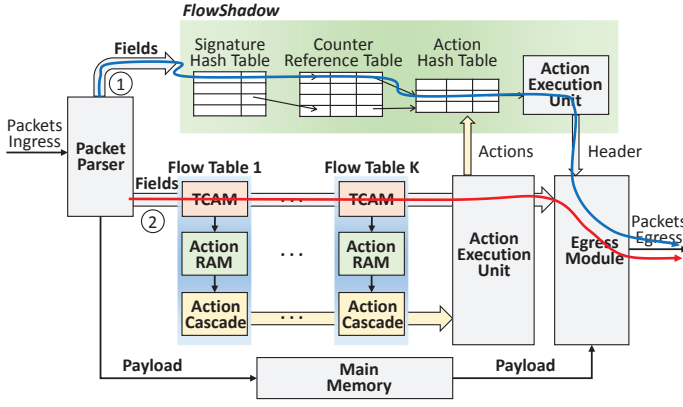 FlowShadow
Fields
①
Signature
Hash Table
Counter
Reference Table
Action
Hash Table
Action
Execution
Unit
Packets
Ingress
Packet
Parser
Actions
Header
Flow Table 1
Flow Table K
Fields
②
TCAM
...
TCAM
Action
RAM
...
Action
RAM
Action
Cascade
...
Action
Cascade
Action
Execution
Unit
Egress
Module
Packets
Egress
Payload
Main
Memory
Payload